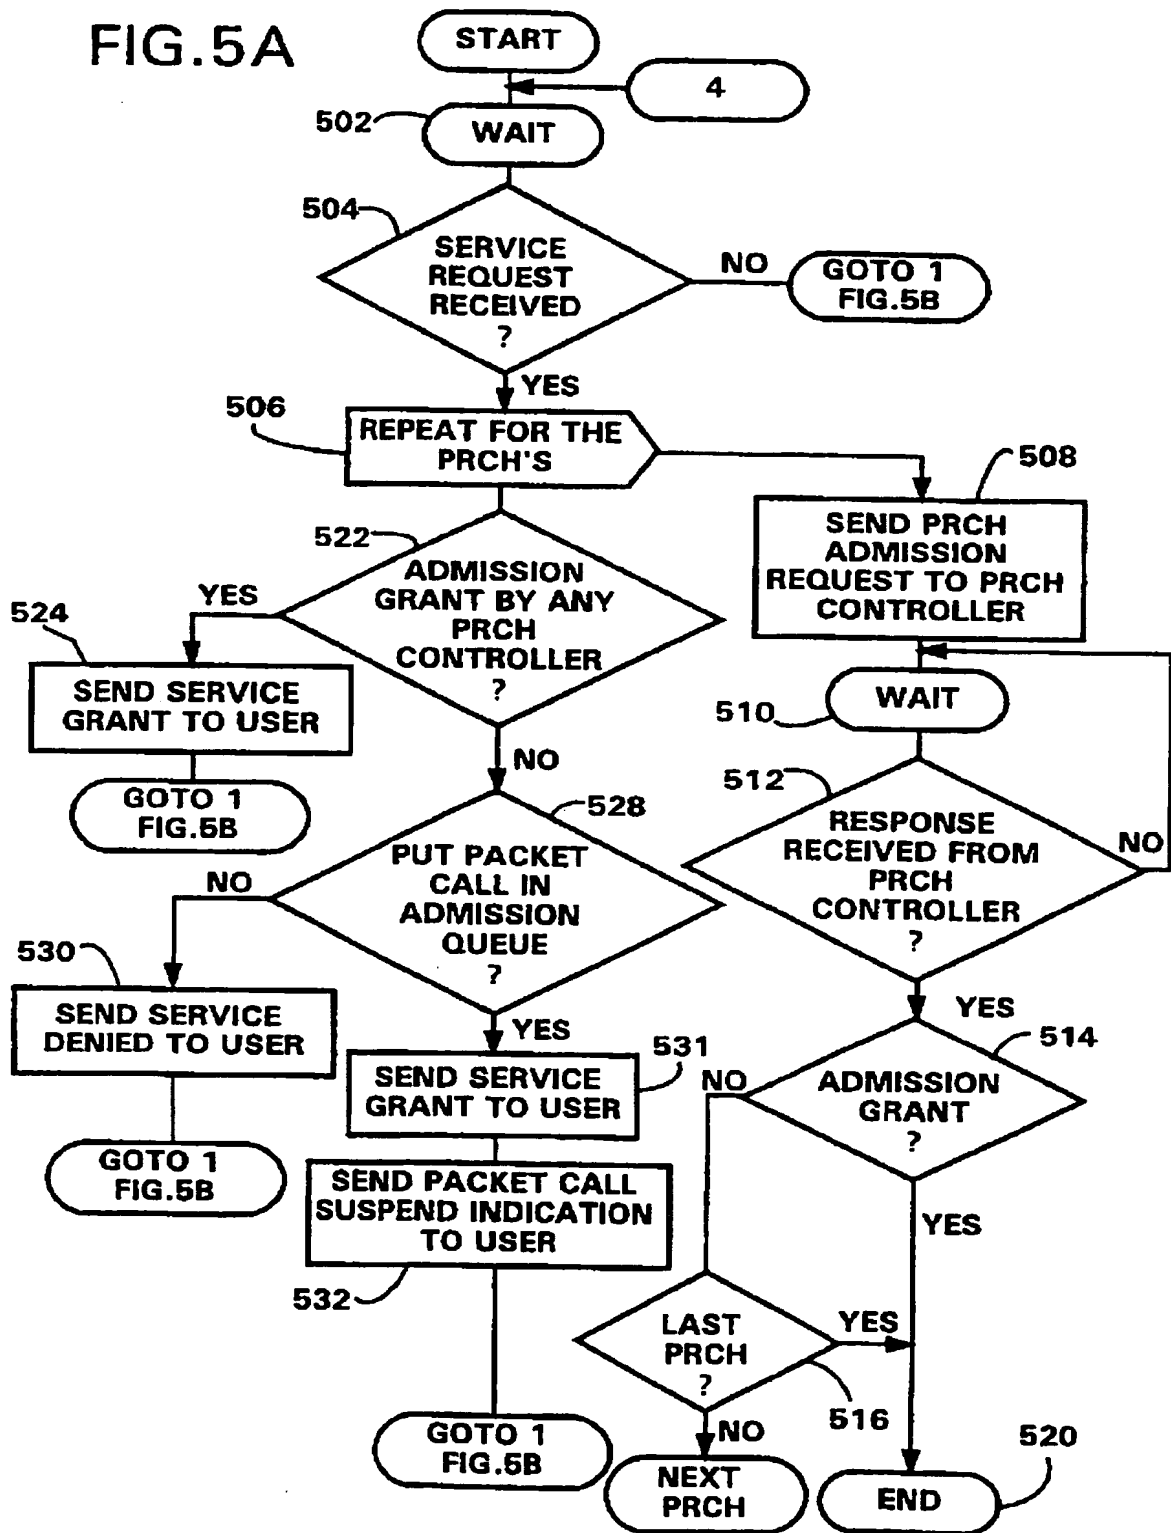 FIG.5A
START
4
502
WAIT
504
SERVICE
REQUEST
RECEIVED
?
NO
GOTO 1
FIG.5B
YES
506
REPEAT FOR THE
PRCH'S
508
SEND PRCH
ADMISSION
REQUEST TO PRCH
CONTROLLER
522
ADMISSION
GRANT BY ANY
PRCH
CONTROLLER
?
YES
524
SEND SERVICE
GRANT TO USER
GOTO 1
FIG.5B
NO
510
WAIT
512
RESPONSE
RECEIVED FROM
PRCH
CONTROLLER
?
NO
528
PUT PACKET
CALL IN
ADMISSION
QUEUE
?
NO
530
SEND SERVICE
DENIED TO USER
GOTO 1
FIG.5B
YES
531
SEND SERVICE
GRANT TO USER
SEND PACKET CALL
SUSPEND INDICATION
TO USER
532
GOTO 1
FIG.5B
YES
514
ADMISSION
GRANT
?
NO
YES
LAST
PRCH
?
YES
516
NO
NEXT
PRCH
520
END